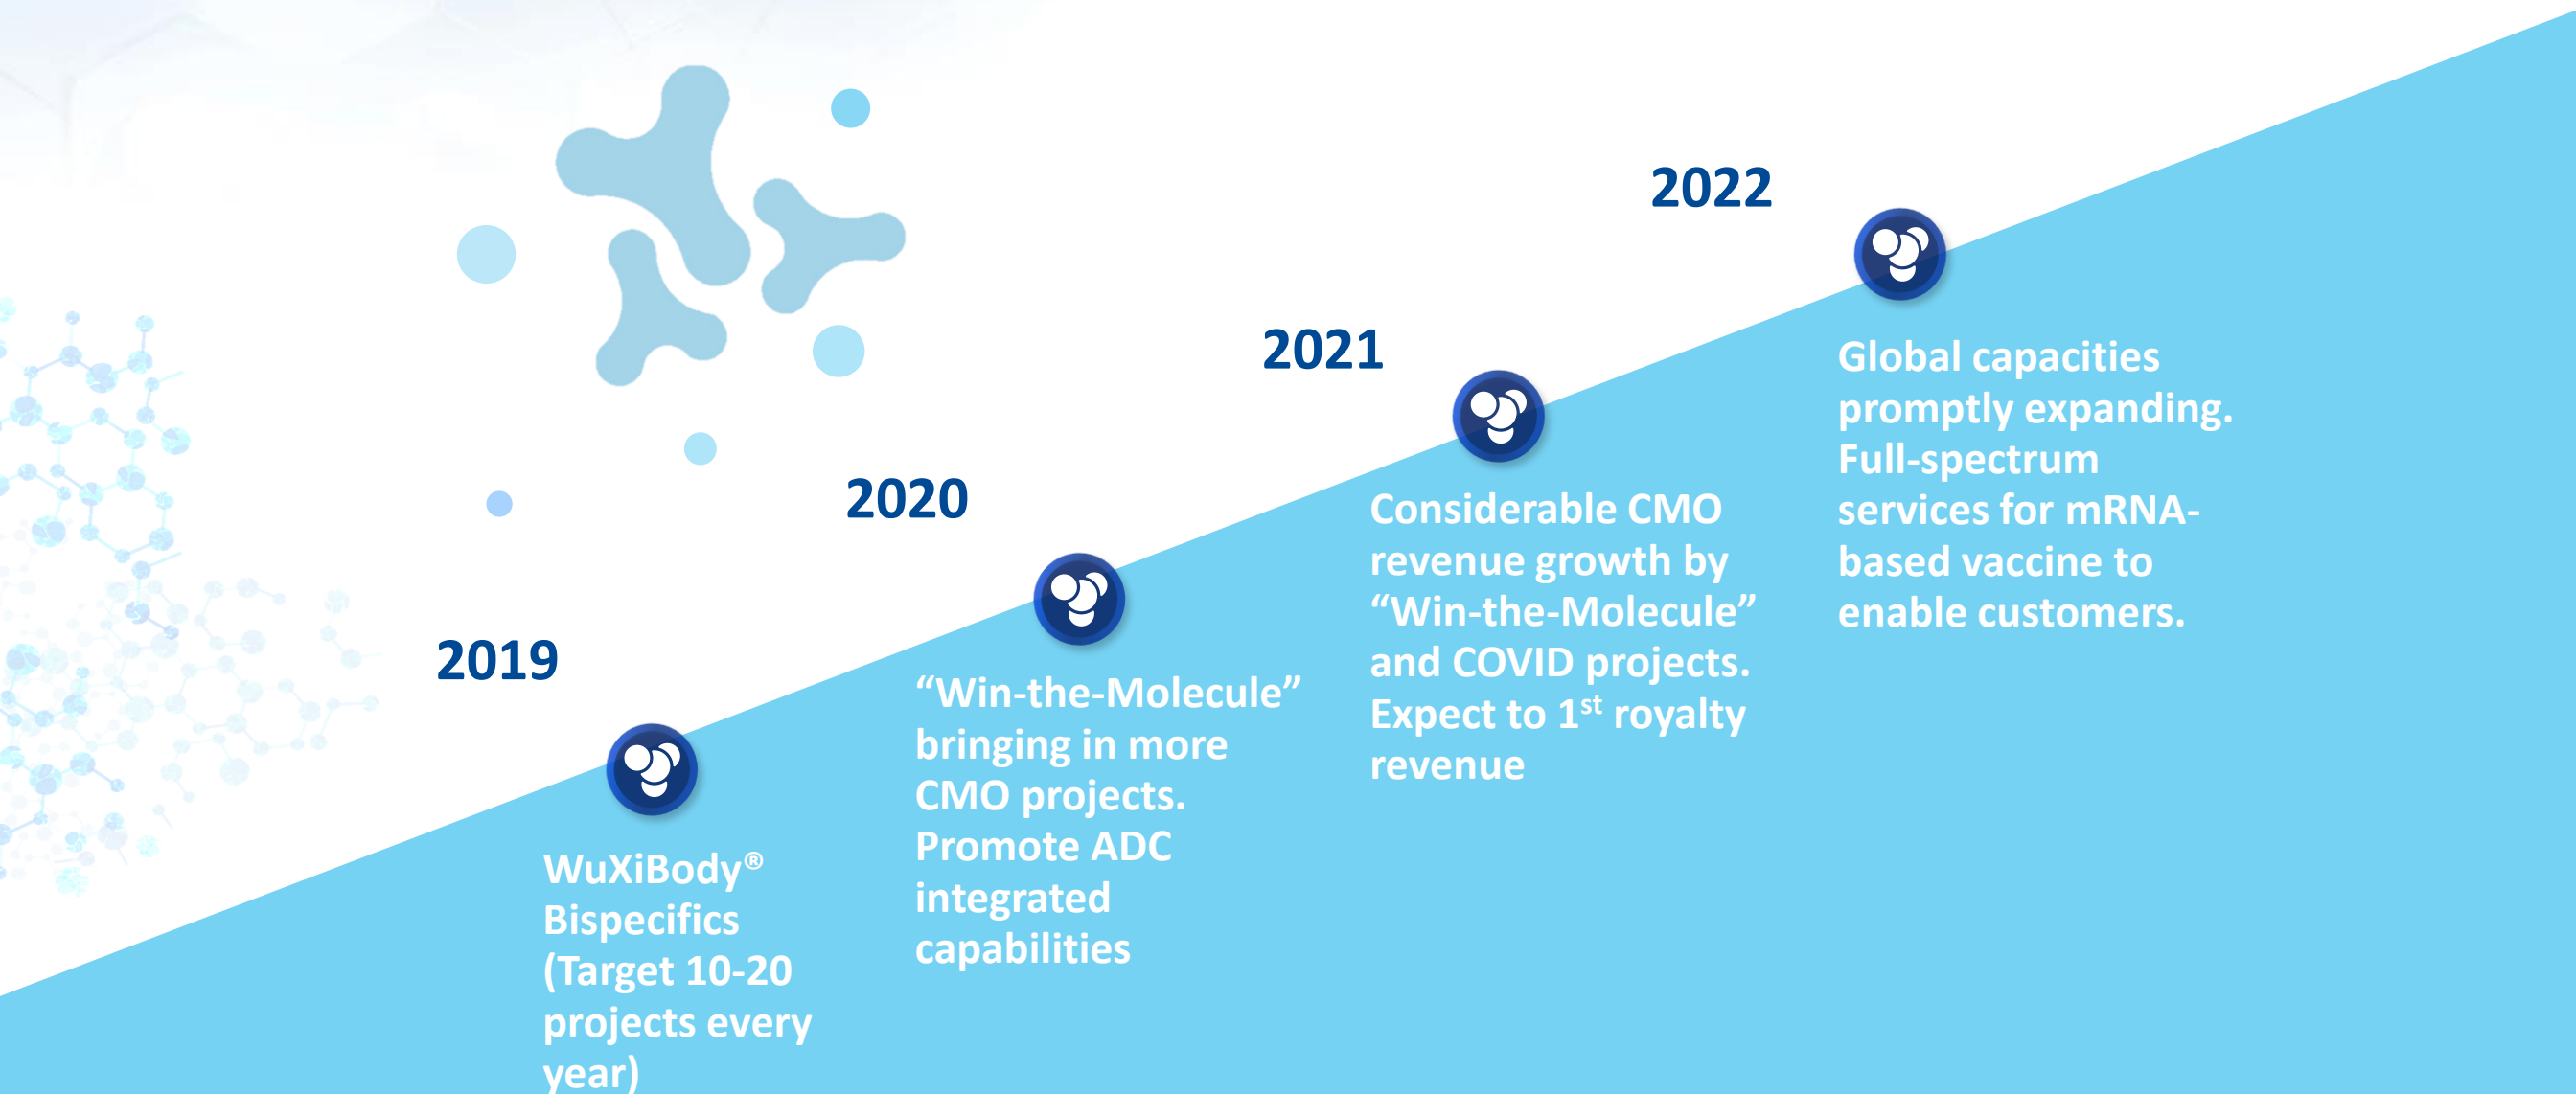 2019
WuXiBody®
Bispecifics
(Target 10-20
projects every
year)
2020
“Win-the-Molecule”
bringing in more
CMO projects.
Promote ADC
integrated
capabilities
2021
Considerable CMO
revenue growth by
“Win-the-Molecule”
and COVID projects.
Expect to 1st royalty
revenue
2022
Global capacities
promptly expanding.
Full-spectrum
services for mRNA-
based vaccine to
enable customers.